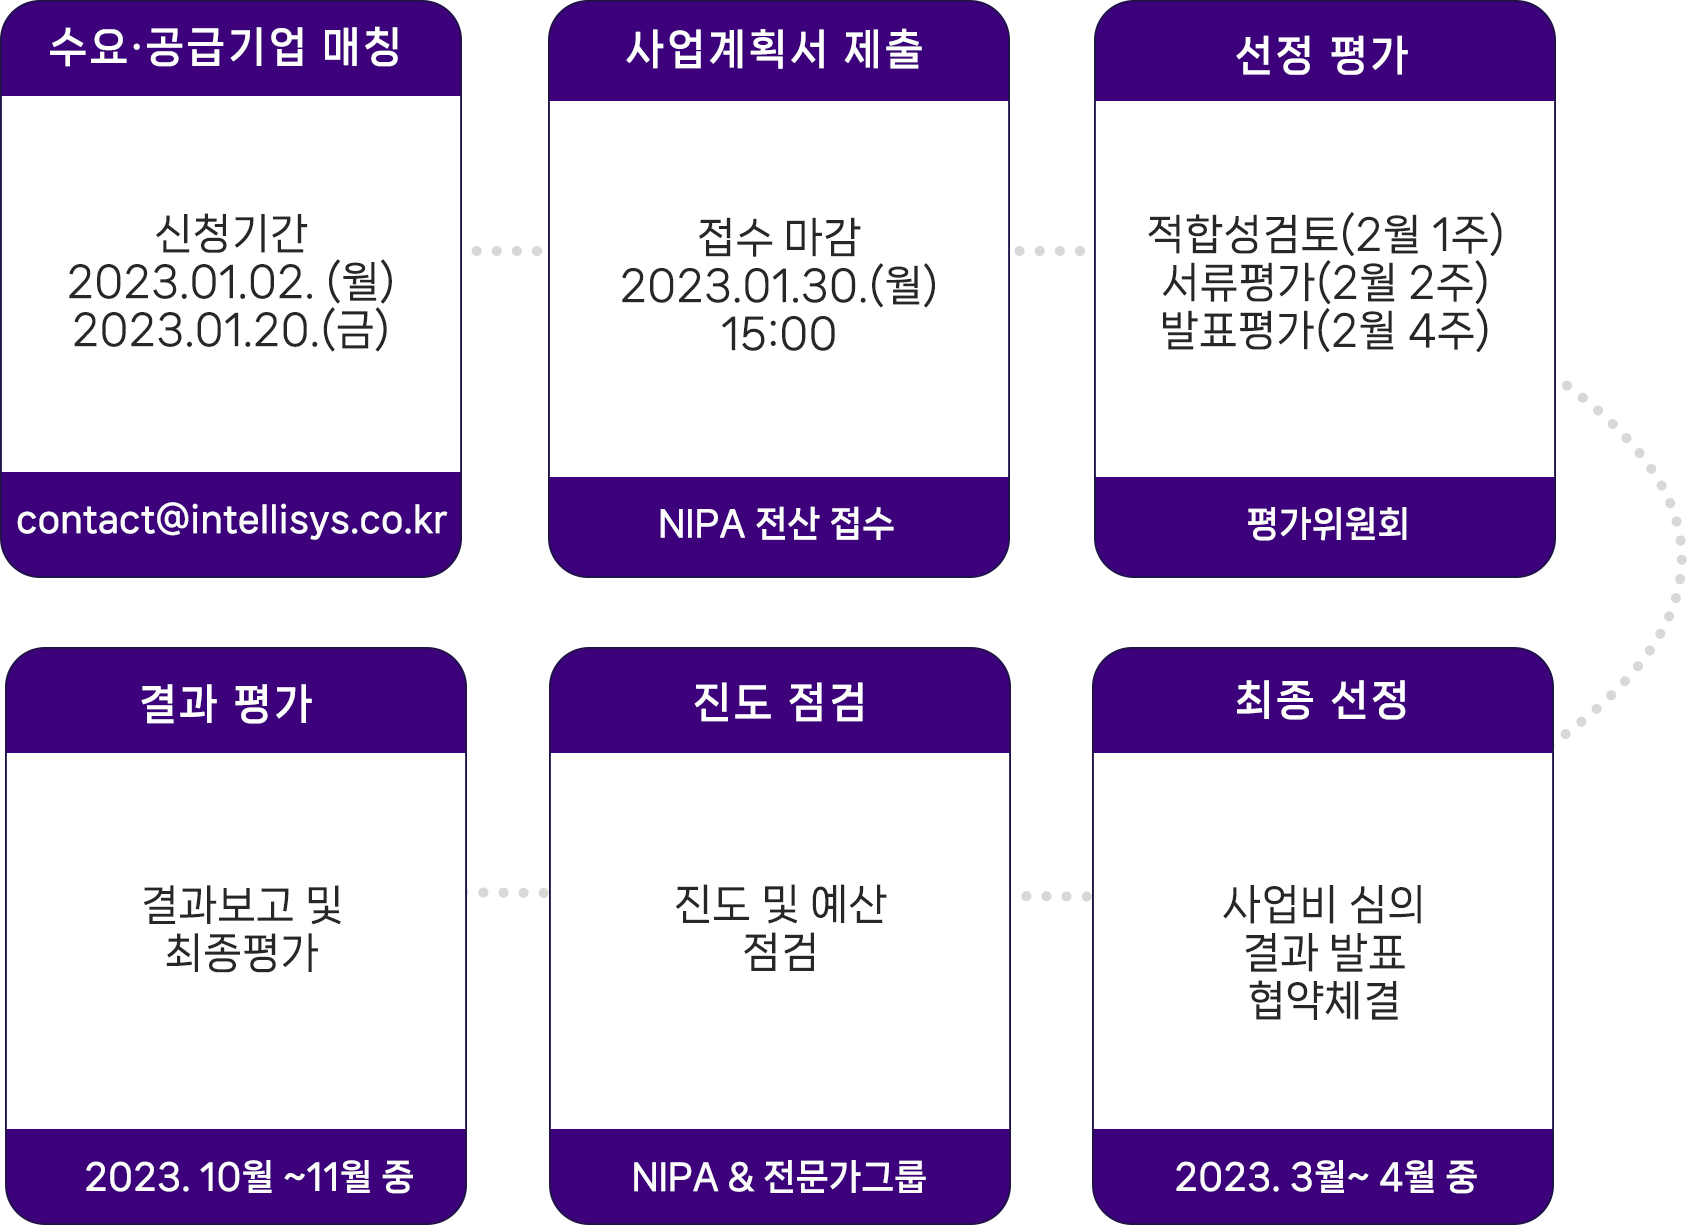 수요·공급기업 매칭
신청기간
2023.01.02. (월)
2023.01.20.(금)
contact@intellisys.co.kr
사업계획서 제출
접수 마감
2023.01.30.(월)
15:00
NIPA 전산 접수
선정 평가
적합성검토(2월 1주)
서류평가(2월 2주)
발표평가(2월 4주)
평가위원회
최종 선정
사업비 심의
결과 발표
협약체결
2023. 3월~ 4월 중
진도 점검
진도 및 예산
점검
NIPA & 전문가그룹
결과 평가
결과보고 및
최종평가
2023. 10월 ~11월 중